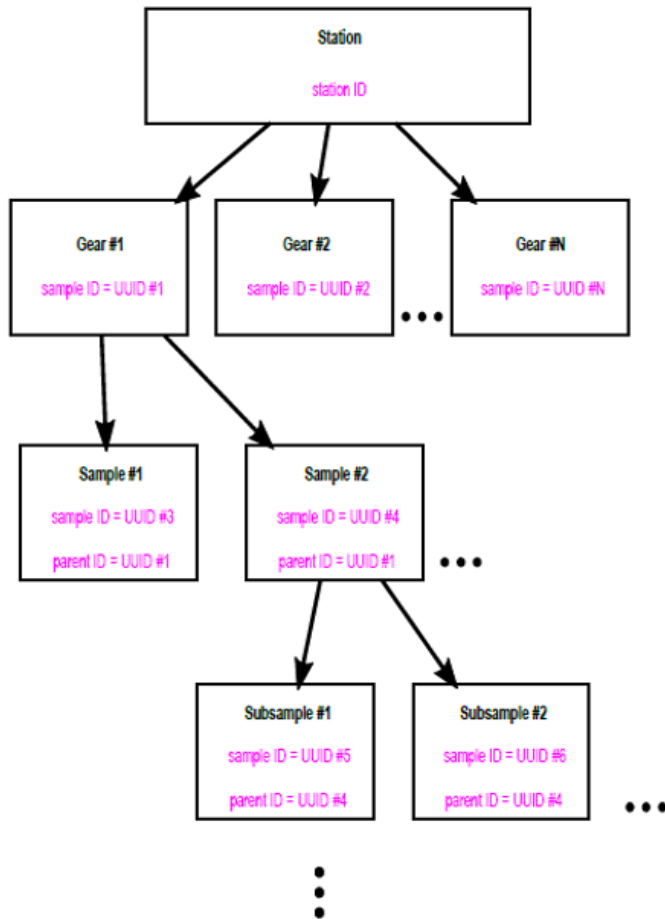 Station
station ID
Gear #1
sample ID = UUID #1
Gear #2
sample ID = UUID #2
Gear #N
sample ID = UUID #N
Sample #1
sample ID = UUID #3
parent ID = UUID #1
Sample #2
sample ID = UUID #4
parent ID = UUID #1
Subsample #1
sample ID = UUID #5
parent ID = UUID #4
Subsample #2
sample ID = UUID #6
parent ID = UUID #4